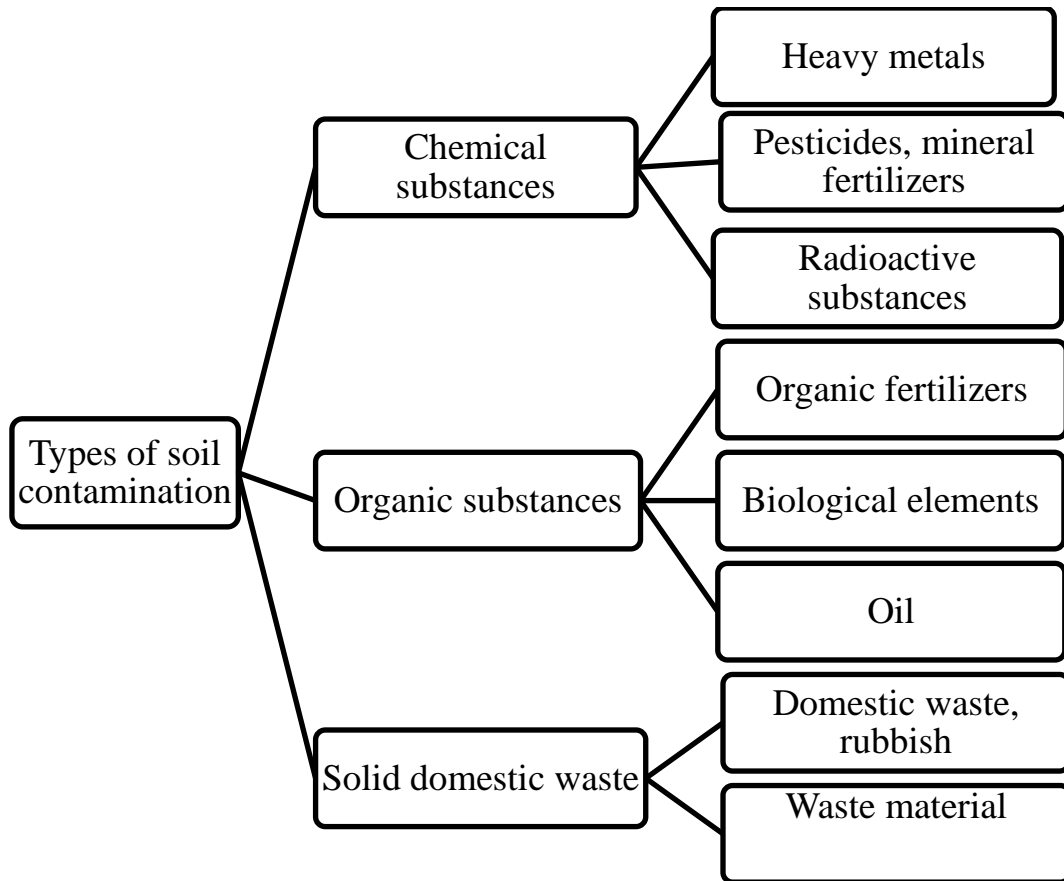 Types of soil
contamination
Chemical
substances
Heavy metals
Pesticides, mineral
fertilizers
Radioactive
substances
Organic substances
Organic fertilizers
Biological elements
Oil
Solid domestic waste
Domestic waste,
rubbish
Waste material